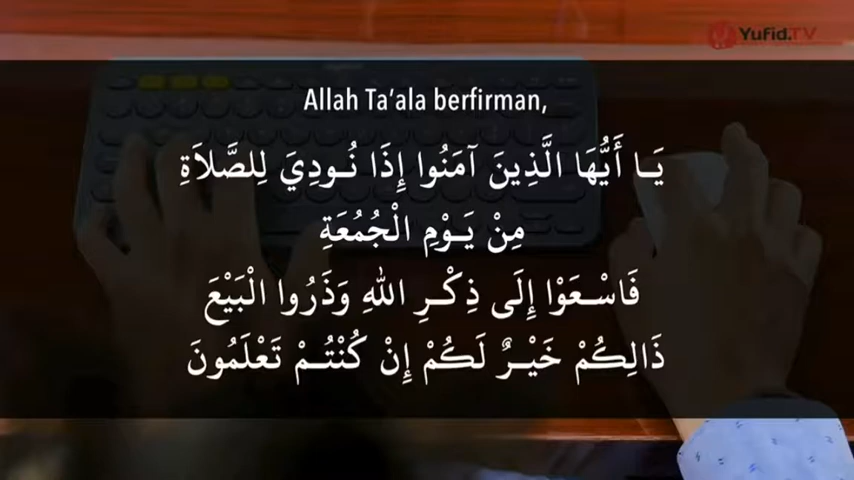 YUFID.TV
Allah Ta'ala berfirman,
يَا أَيُّهَا الَّذِينَ آمَنُوا إِذَا نُودِيَ لِلصَّلاَةِ
مِنْ يَوْمِ الْجُمُعَةِ
فَاسْعَوْا إِلَى ذِكْرِ اللهِ وَذَرُوا الْبَيْعَ
ذَالِكُمْ خَيْرٌ لَكُمْ إِنْ كُنْتُمْ تَعْلَمُونَ